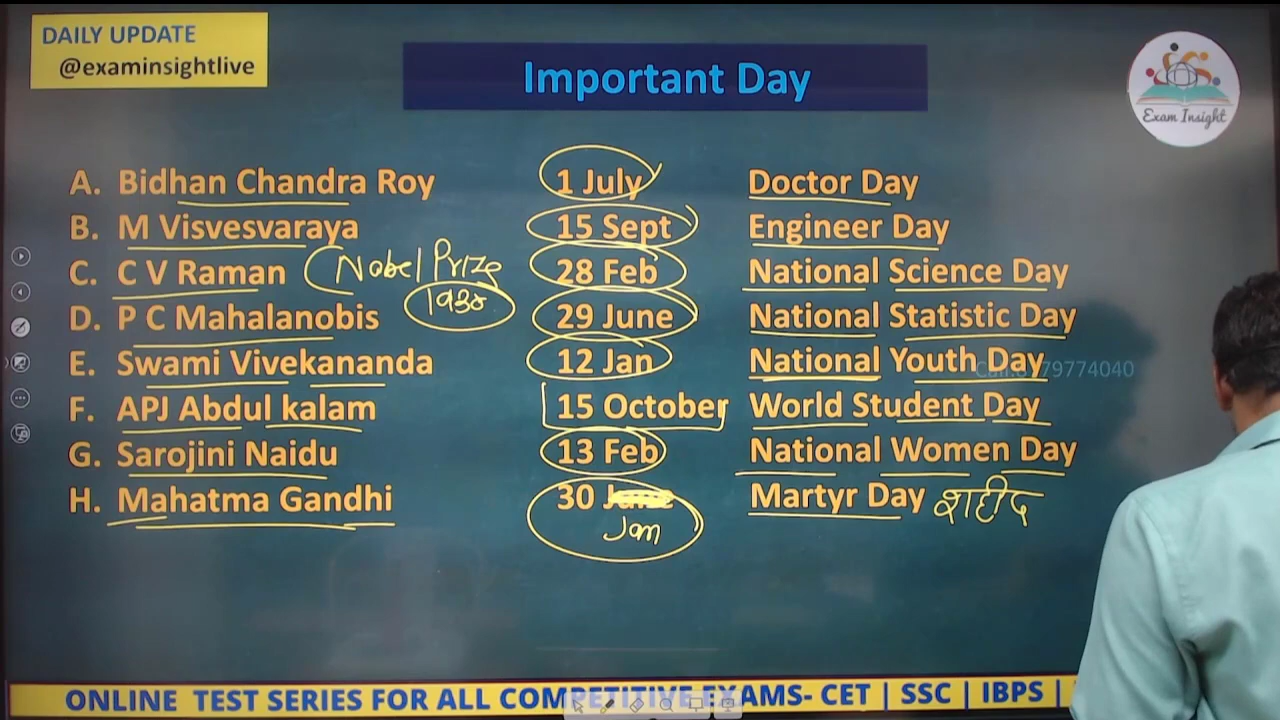 DAILY UPDATE
@examinsightlive
Important Day
Exam Insight
A. Bidhan Chandra Roy 1 July Doctor Day
B. M Visvesvaraya 15 Sept Engineer Day
C. C V Raman (Nobel Prize 28 Feb National Science Day
1930
D. P C Mahalanobis 29 June National Statistic Day
E. Swami Vivekananda 12 Jan National Youth Day
79774040
F. APJ Abdul kalam 15 October World Student Day
G. Sarojini Naidu 13 Feb National Women Day
H. Mahatma Gandhi 30 Martyr Day शहीद
Jan
ONLINE TEST SERIES FOR ALL COMPETITIVE EXAMS- CET | SSC | IBPS |